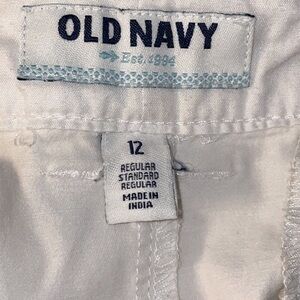 OLD NAVY
Est. 1994
12
REGULAR
STANDARD
REGULAR
MADE IN
INDIA